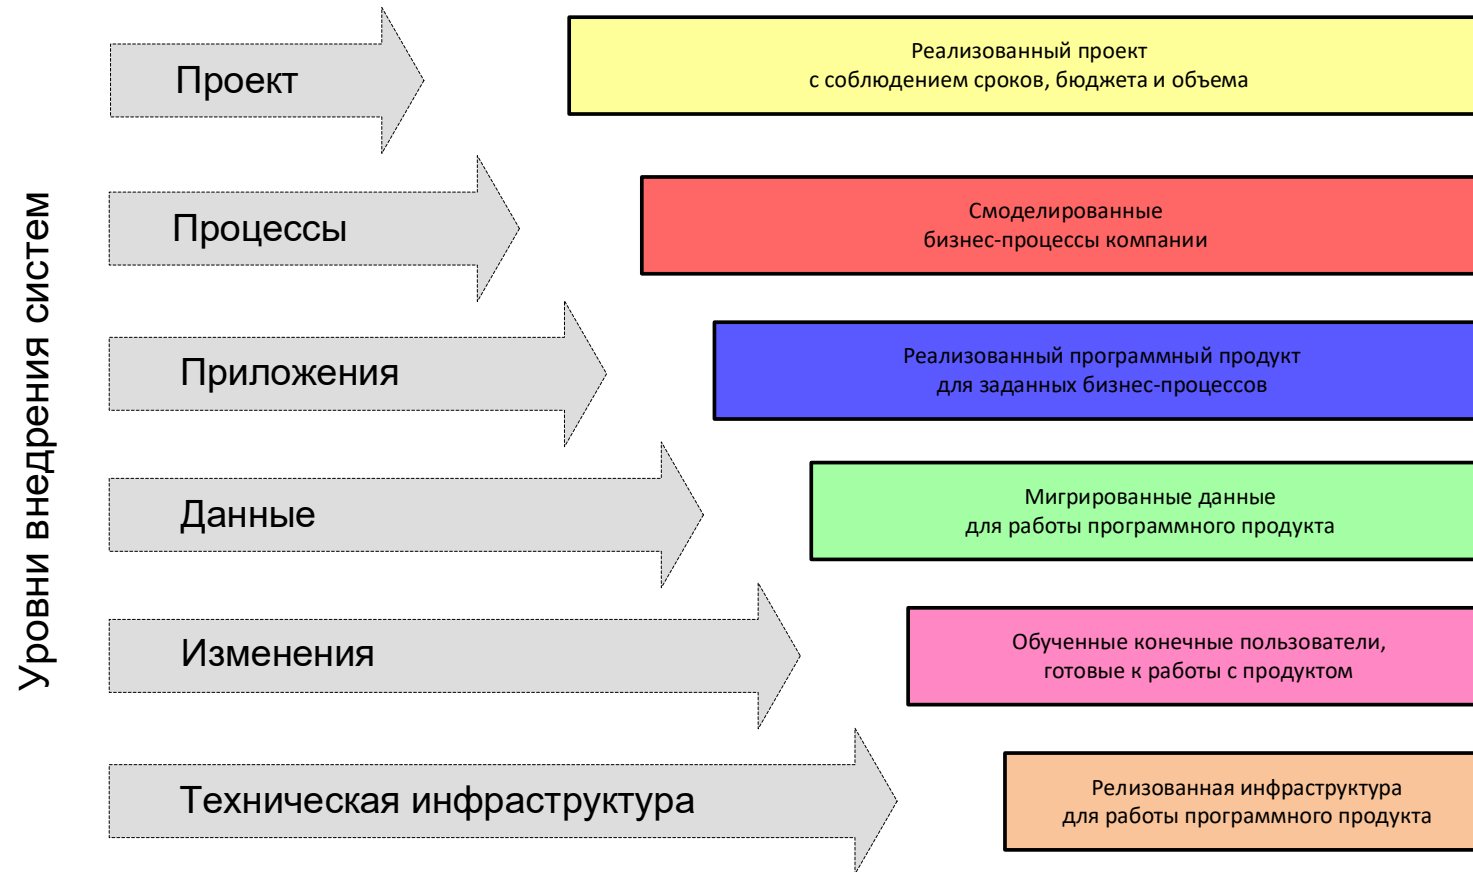 Уровни внедрения систем
Проект
Реализованный проект
с соблюдением сроков, бюджета и объема
Процессы
Смоделированные
бизнес-процессы компании
Приложения
Реализованный программный продукт
для заданных бизнес-процессов
Данные
Мигрированные данные
для работы программного продукта
Изменения
Обученные конечные пользователи,
готовые к работы с продуктом
Техническая инфраструктура
Релизованная инфраструктура
для работы программного продукта